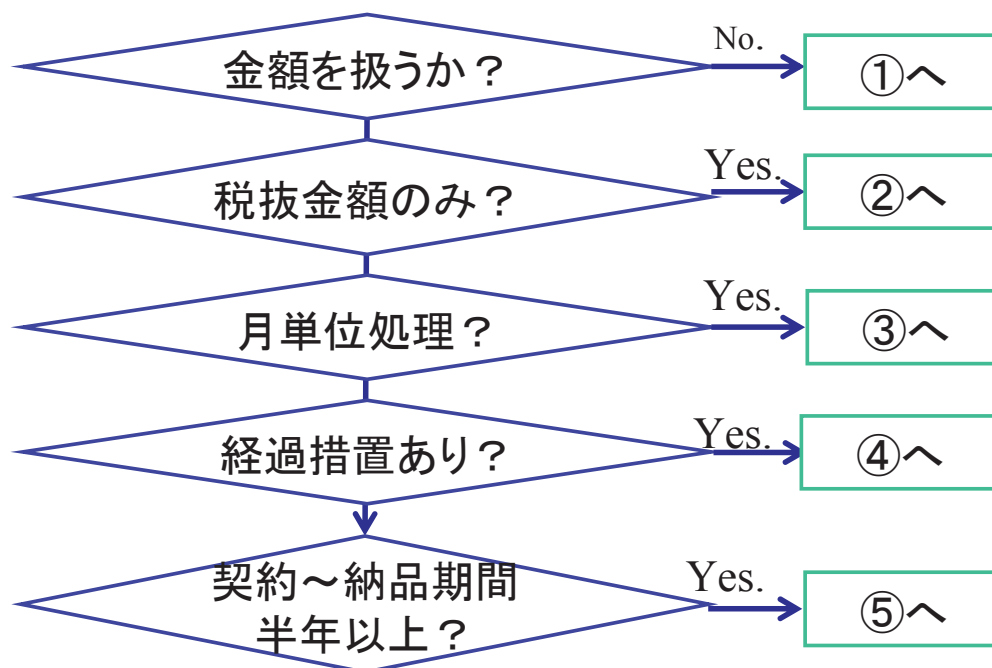 金額を扱うか？
No.
①へ
税抜金額のみ？
Yes.
②へ
月単位処理？
Yes.
③へ
経過措置あり？
Yes.
④へ
契約～納品期間
半年以上？
Yes.
⑤へ